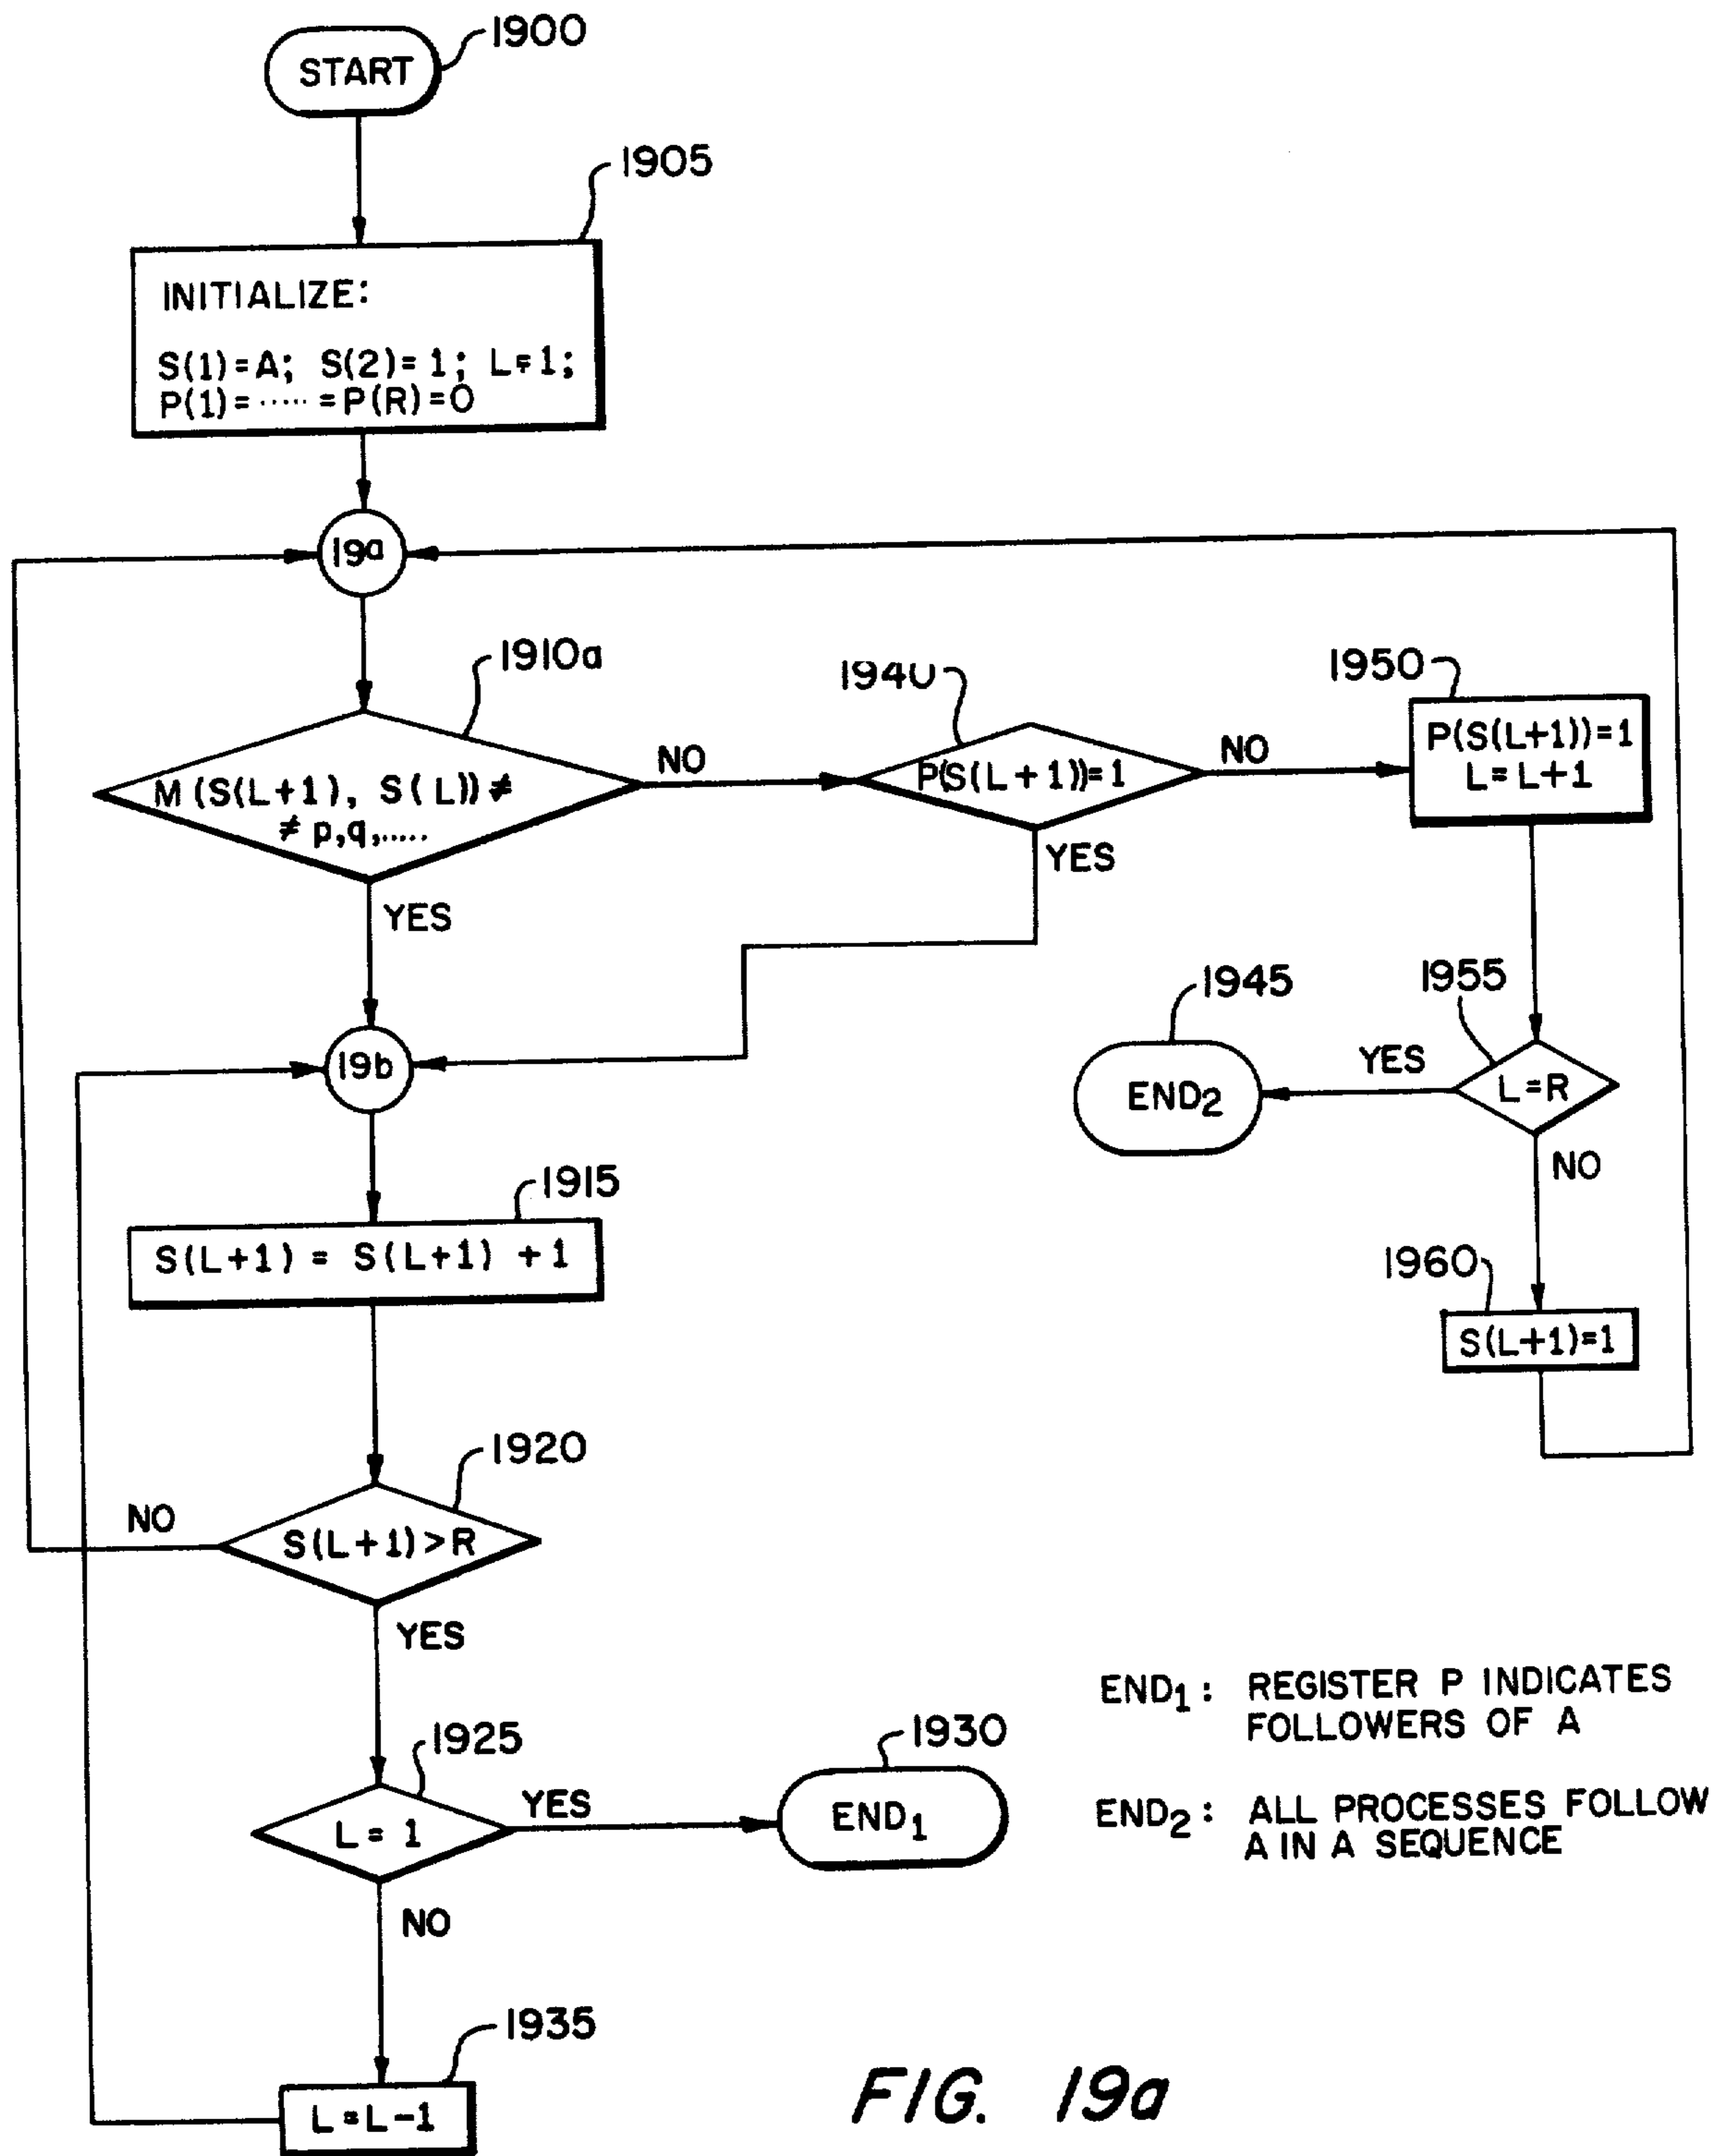 START
1900
1905
INITIALIZE:
S(1)=A; S(2)=1; L=1;
P(1)=.....=P(R)=0
19a
1910a
M(S(L+1), S(L)) ≠
≠ p,q,.....
NO
YES
1940
P(S(L+1))=1
NO
YES
1950
P(S(L+1))=1
L=L+1
1955
L=R
YES
NO
1945
END2
1960
S(L+1)=1
19b
1915
S(L+1) = S(L+1) +1
1920
S(L+1)>R
NO
YES
1925
L = 1
YES
NO
1930
END1
1935
L=L-1
END1: REGISTER P INDICATES
FOLLOWERS OF A
END2: ALL PROCESSES FOLLOW
A IN A SEQUENCE
FIG. 19a